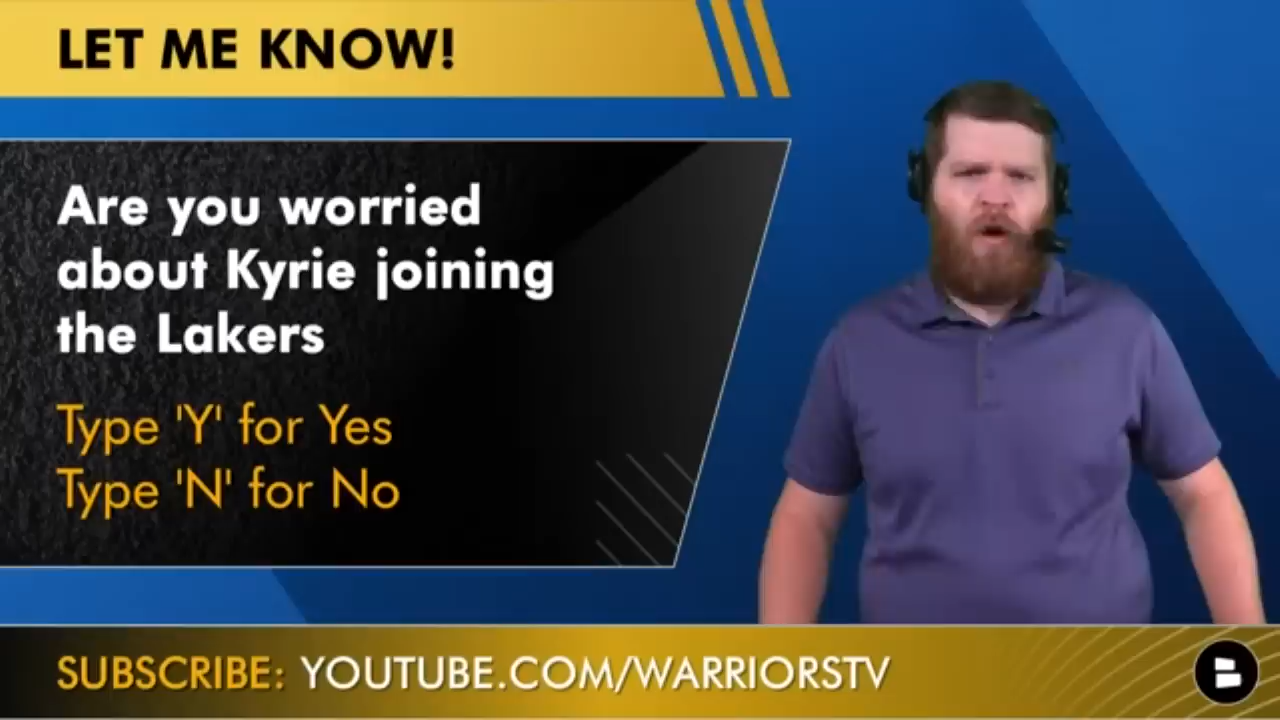 LET ME KNOW!
Are you worried
about Kyrie joining
the Lakers
Type 'Y' for Yes
Type 'N' for No
SUBSCRIBE: YOUTUBE.COM/WARRIORSTV